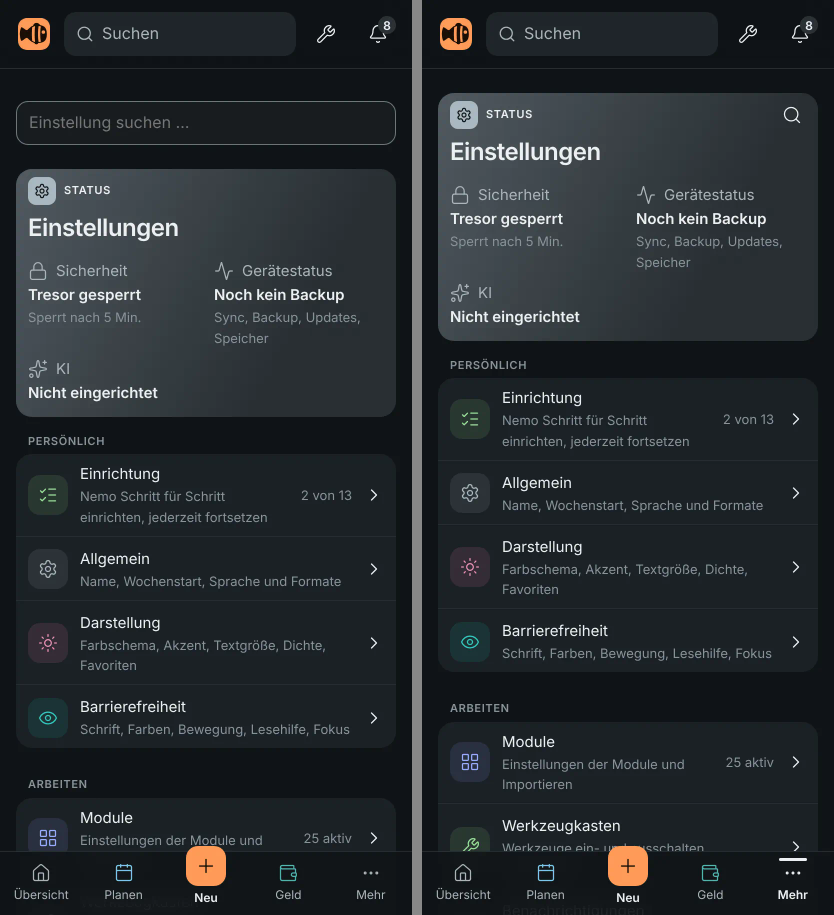 Suchen
8
Einstellung suchen ...
STATUS
Einstellungen
Sicherheit
Tresor gesperrt
Sperrt nach 5 Min.
Gerätestatus
Noch kein Backup
Sync, Backup, Updates,
Speicher
KI
Nicht eingerichtet
PERSÖNLICH
Einrichtung
Nemo Schritt für Schritt
einrichten, jederzeit fortsetzen
2 von 13
Allgemein
Name, Wochenstart, Sprache und Formate
Darstellung
Farbschema, Akzent, Textgröße, Dichte,
Favoriten
Barrierefreiheit
Schrift, Farben, Bewegung, Lesehilfe, Fokus
ARBEITEN
Module
Einstellungen der Module und
25 aktiv
Übersicht
Planen
Neu
Geld
Mehr
Suchen
8
STATUS
Einstellungen
Sicherheit
Tresor gesperrt
Sperrt nach 5 Min.
Gerätestatus
Noch kein Backup
Sync, Backup, Updates,
Speicher
KI
Nicht eingerichtet
PERSÖNLICH
Einrichtung
Nemo Schritt für Schritt
einrichten, jederzeit fortsetzen
2 von 13
Allgemein
Name, Wochenstart, Sprache und Formate
Darstellung
Farbschema, Akzent, Textgröße, Dichte,
Favoriten
Barrierefreiheit
Schrift, Farben, Bewegung, Lesehilfe, Fokus
ARBEITEN
Module
Einstellungen der Module und
Importieren
25 aktiv
Werkzeugkasten
Werkzeuge ein- und ausschalten
Übersicht
Planen
Neu
Geld
Mehr